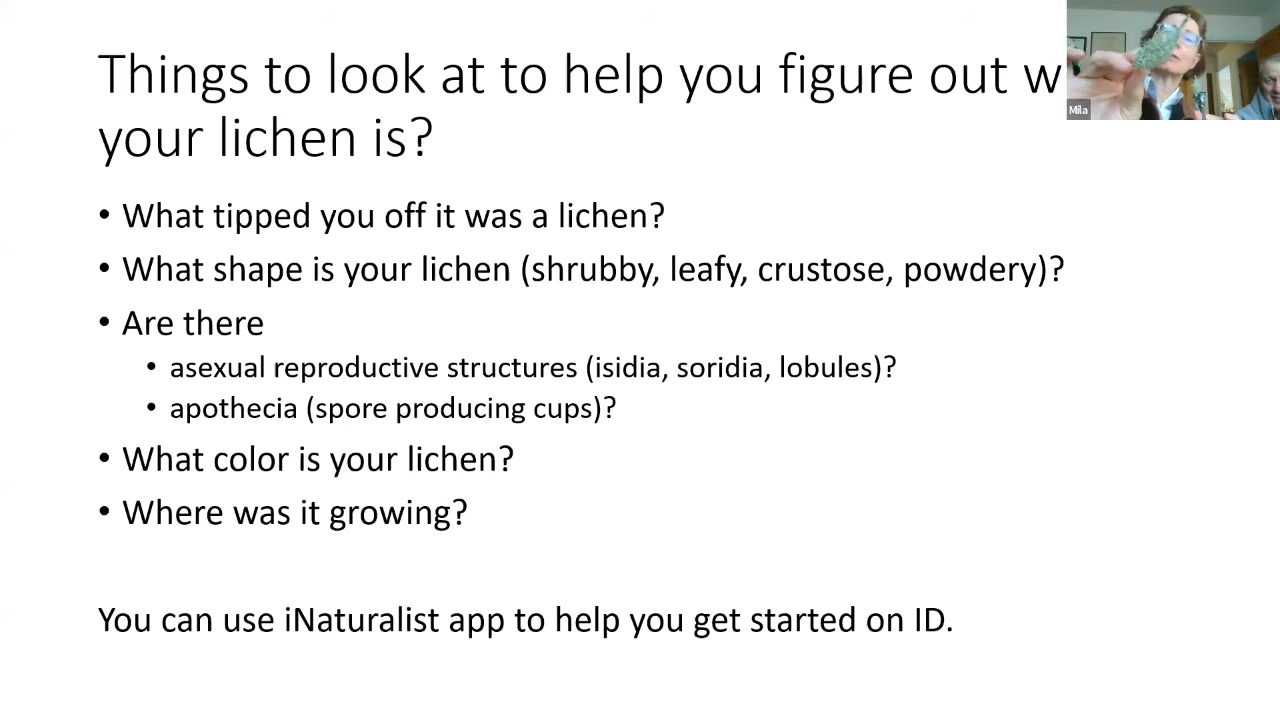 Things to look at to help you figure out w
your lichen is?
• What tipped you off it was a lichen?
• What shape is your lichen (shrubby, leafy, crustose, powdery)?
• Are there
• asexual reproductive structures (isidia, soridia, lobules)?
• apothecia (spore producing cups)?
• What color is your lichen?
• Where was it growing?
You can use iNaturalist app to help you get started on ID.
Mila